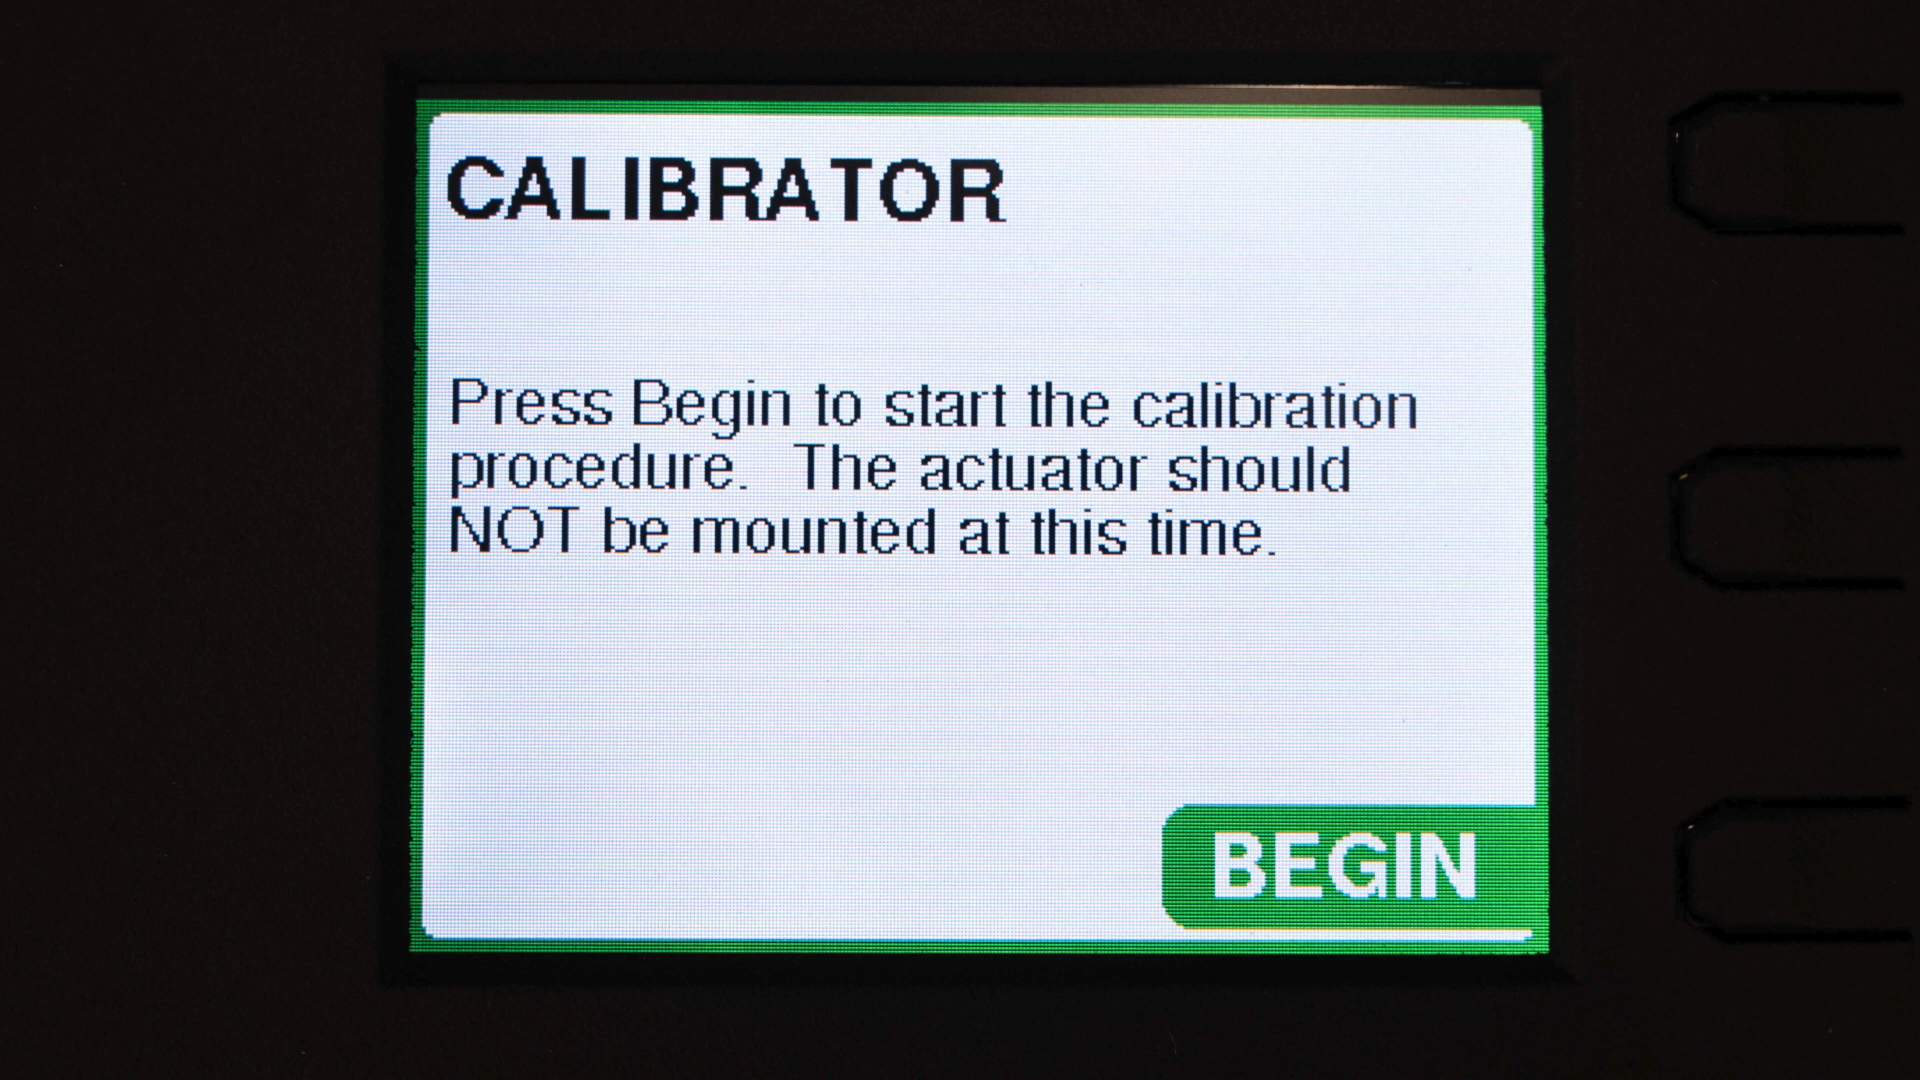 CALIBRATOR
Press Begin to start the calibration
procedure.  The actuator should
NOT be mounted at this time.
BEGIN